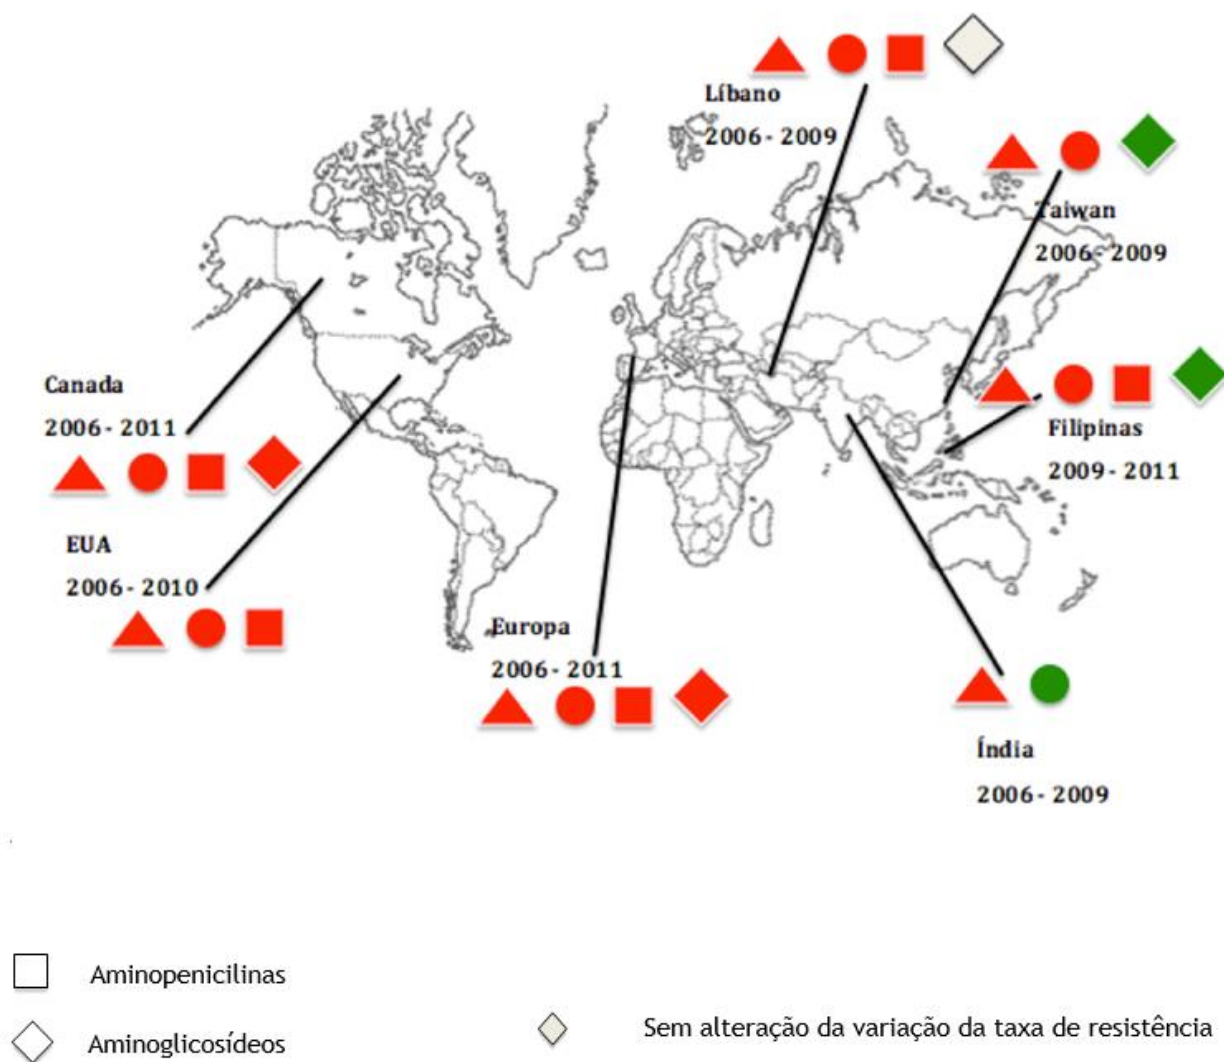 Líbano
2006 - 2009
Taiwan
2006 - 2009
Canada
2006 - 2011
Filipinas
2009 - 2011
EUA
2006 - 2010
Europa
2006 - 2011
Índia
2006 - 2009
Aminopenicilinas
Aminoglicosídeos
Sem alteração da variação da taxa de resistência